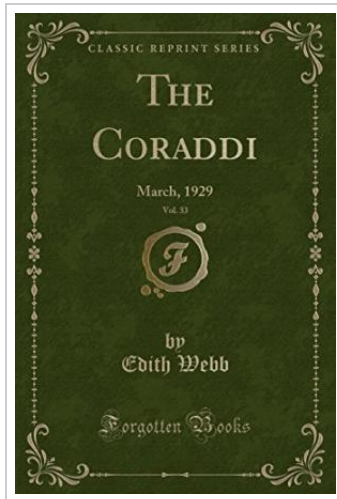 CLASSIC REPRINT SERIES
THE
CORADDI
March, 1929
Vol. 33
F
by
Edith Webb
Forgotten Books